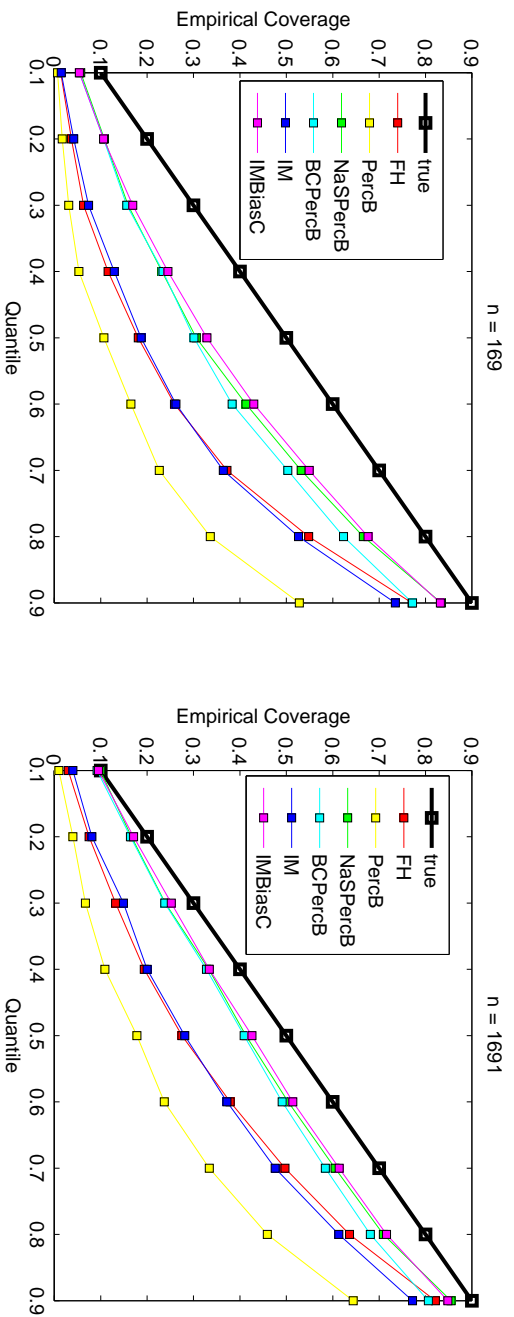 n = 169
Empirical Coverage
0.9
0.8
0.7
0.6
0.5
0.4
0.3
0.2
0.1
0
true
FH
PercB
NaSPercB
BCPercB
IM
IMBiasC
0.1
0.2
0.3
0.4
0.5
0.6
0.7
0.8
0.9
Quantile
n = 1691
Empirical Coverage
0.9
0.8
0.7
0.6
0.5
0.4
0.3
0.2
0.1
0
true
FH
PercB
NaSPercB
BCPercB
IM
IMBiasC
0.1
0.2
0.3
0.4
0.5
0.6
0.7
0.8
0.9
Quantile